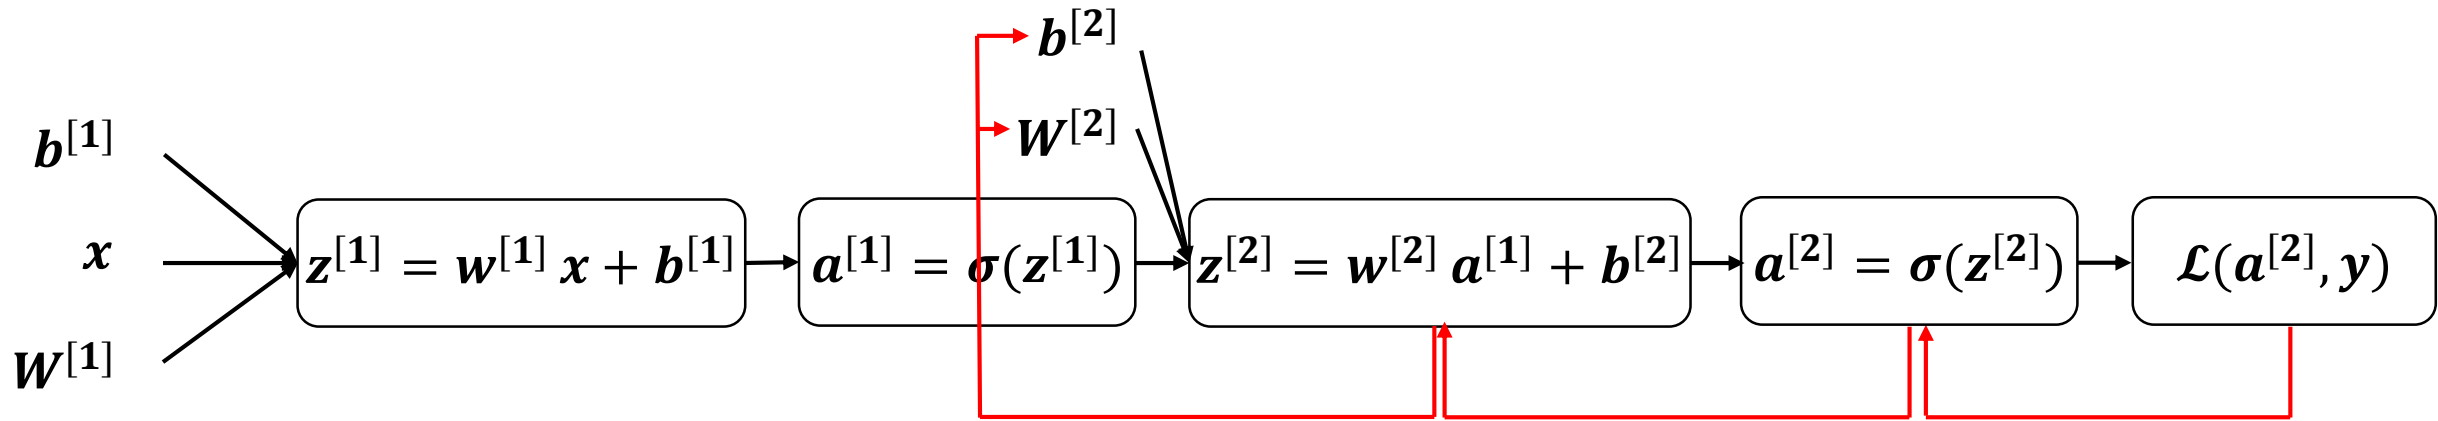 b^[2]
W^[2]
b^[1]
x
z^[1] = w^[1] x + b^[1]
a^[1] = σ(z^[1])
z^[2] = w^[2] a^[1] + b^[2]
a^[2] = σ(z^[2])
ℒ(a^[2], y)
W^[1]